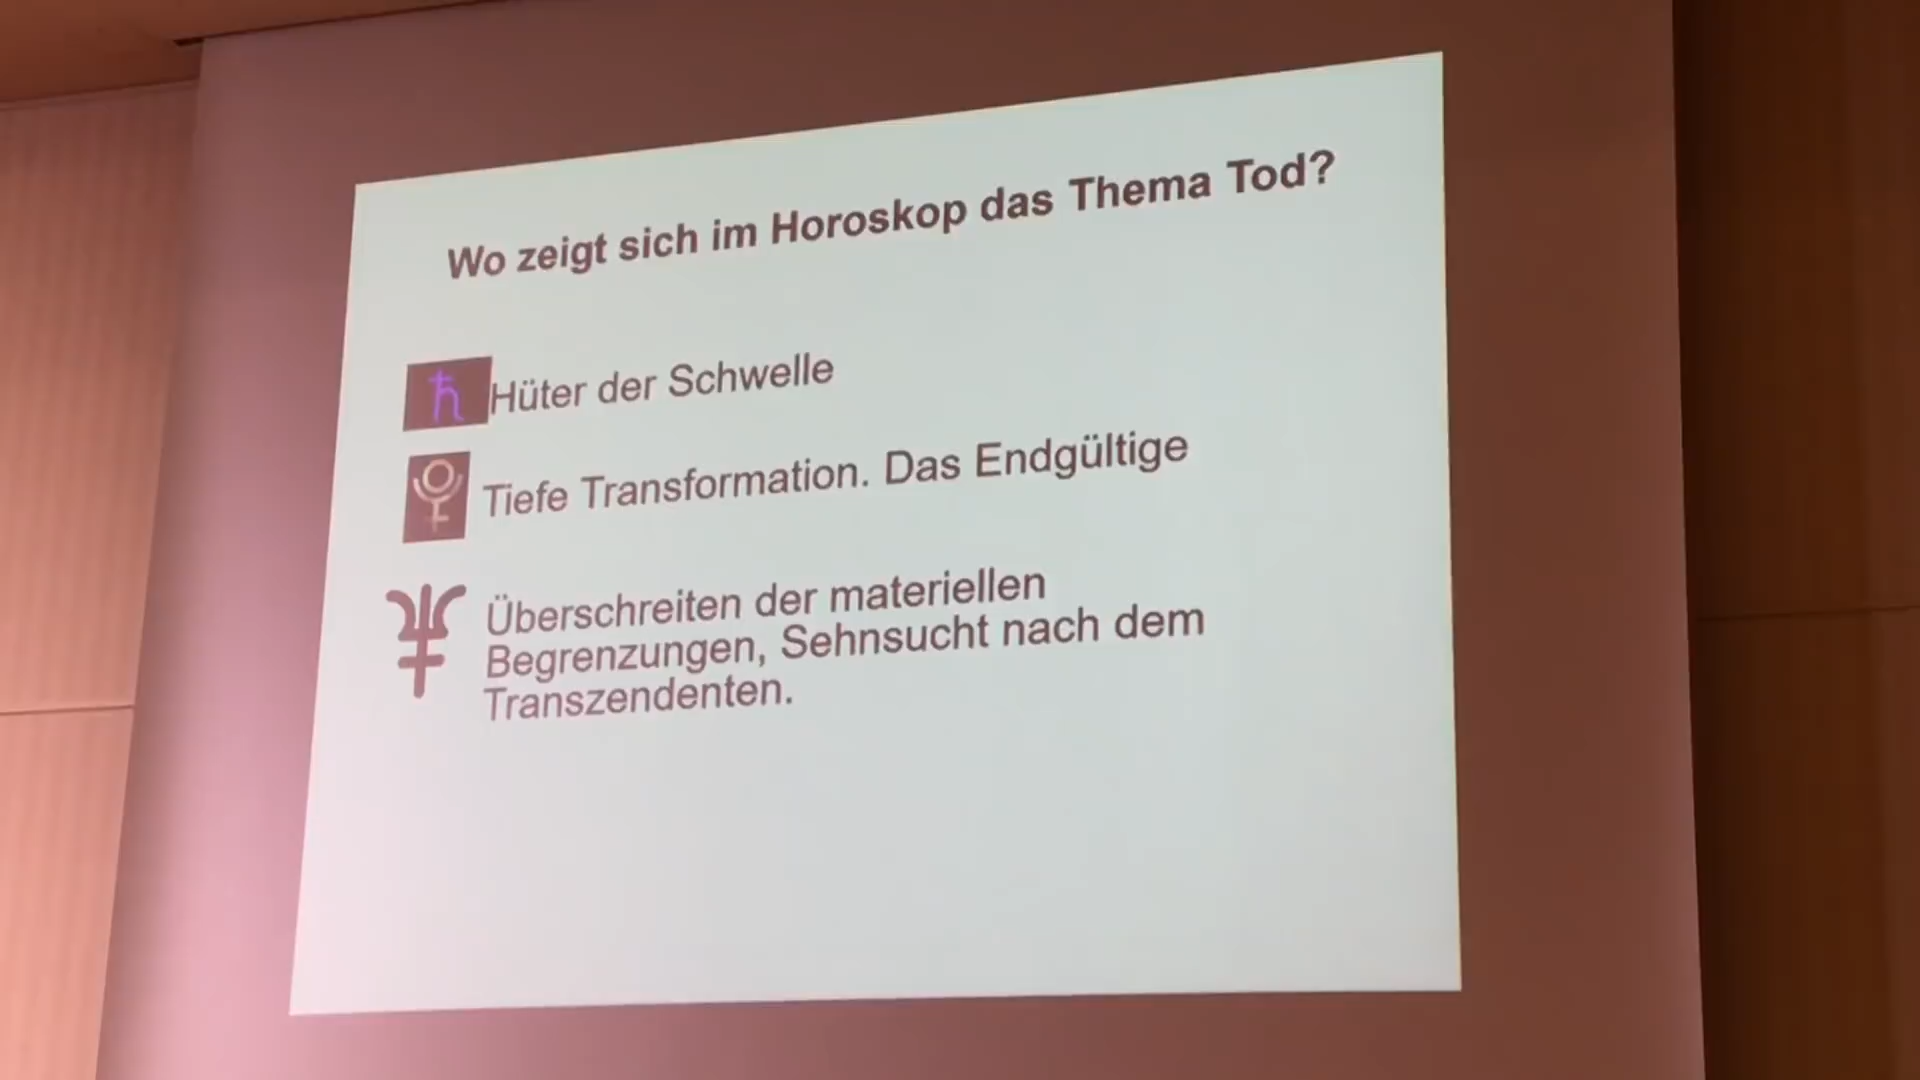 Wo zeigt sich im Horoskop das Thema Tod?
♄ Hüter der Schwelle
Tiefe Transformation. Das Endgültige
♆ Überschreiten der materiellen
Begrenzungen, Sehnsucht nach dem
Transzendenten.